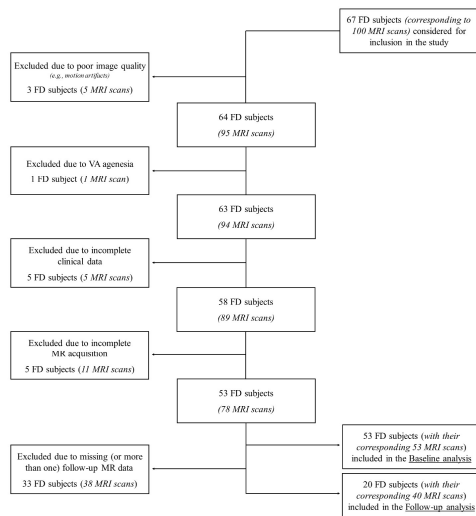 67 FD subjects (corresponding to
100 MRI scans) considered for
inclusion in the study
Excluded due to poor image quality
(e.g., motion artifacts)
3 FD subjects (5 MRI scans)
64 FD subjects
(95 MRI scans)
Excluded due to VA agenesia
1 FD subject (1 MRI scan)
63 FD subjects
(94 MRI scans)
Excluded due to incomplete
clinical data
5 FD subjects (5 MRI scans)
58 FD subjects
(89 MRI scans)
Excluded due to incomplete
MR acquisition
5 FD subjects (11 MRI scans)
53 FD subjects
(78 MRI scans)
53 FD subjects (with their
corresponding 53 MRI scans)
included in the Baseline analysis
Excluded due to missing (or more
than one) follow-up MR data
33 FD subjects (38 MRI scans)
20 FD subjects (with their
corresponding 40 MRI scans)
included in the Follow-up analysis